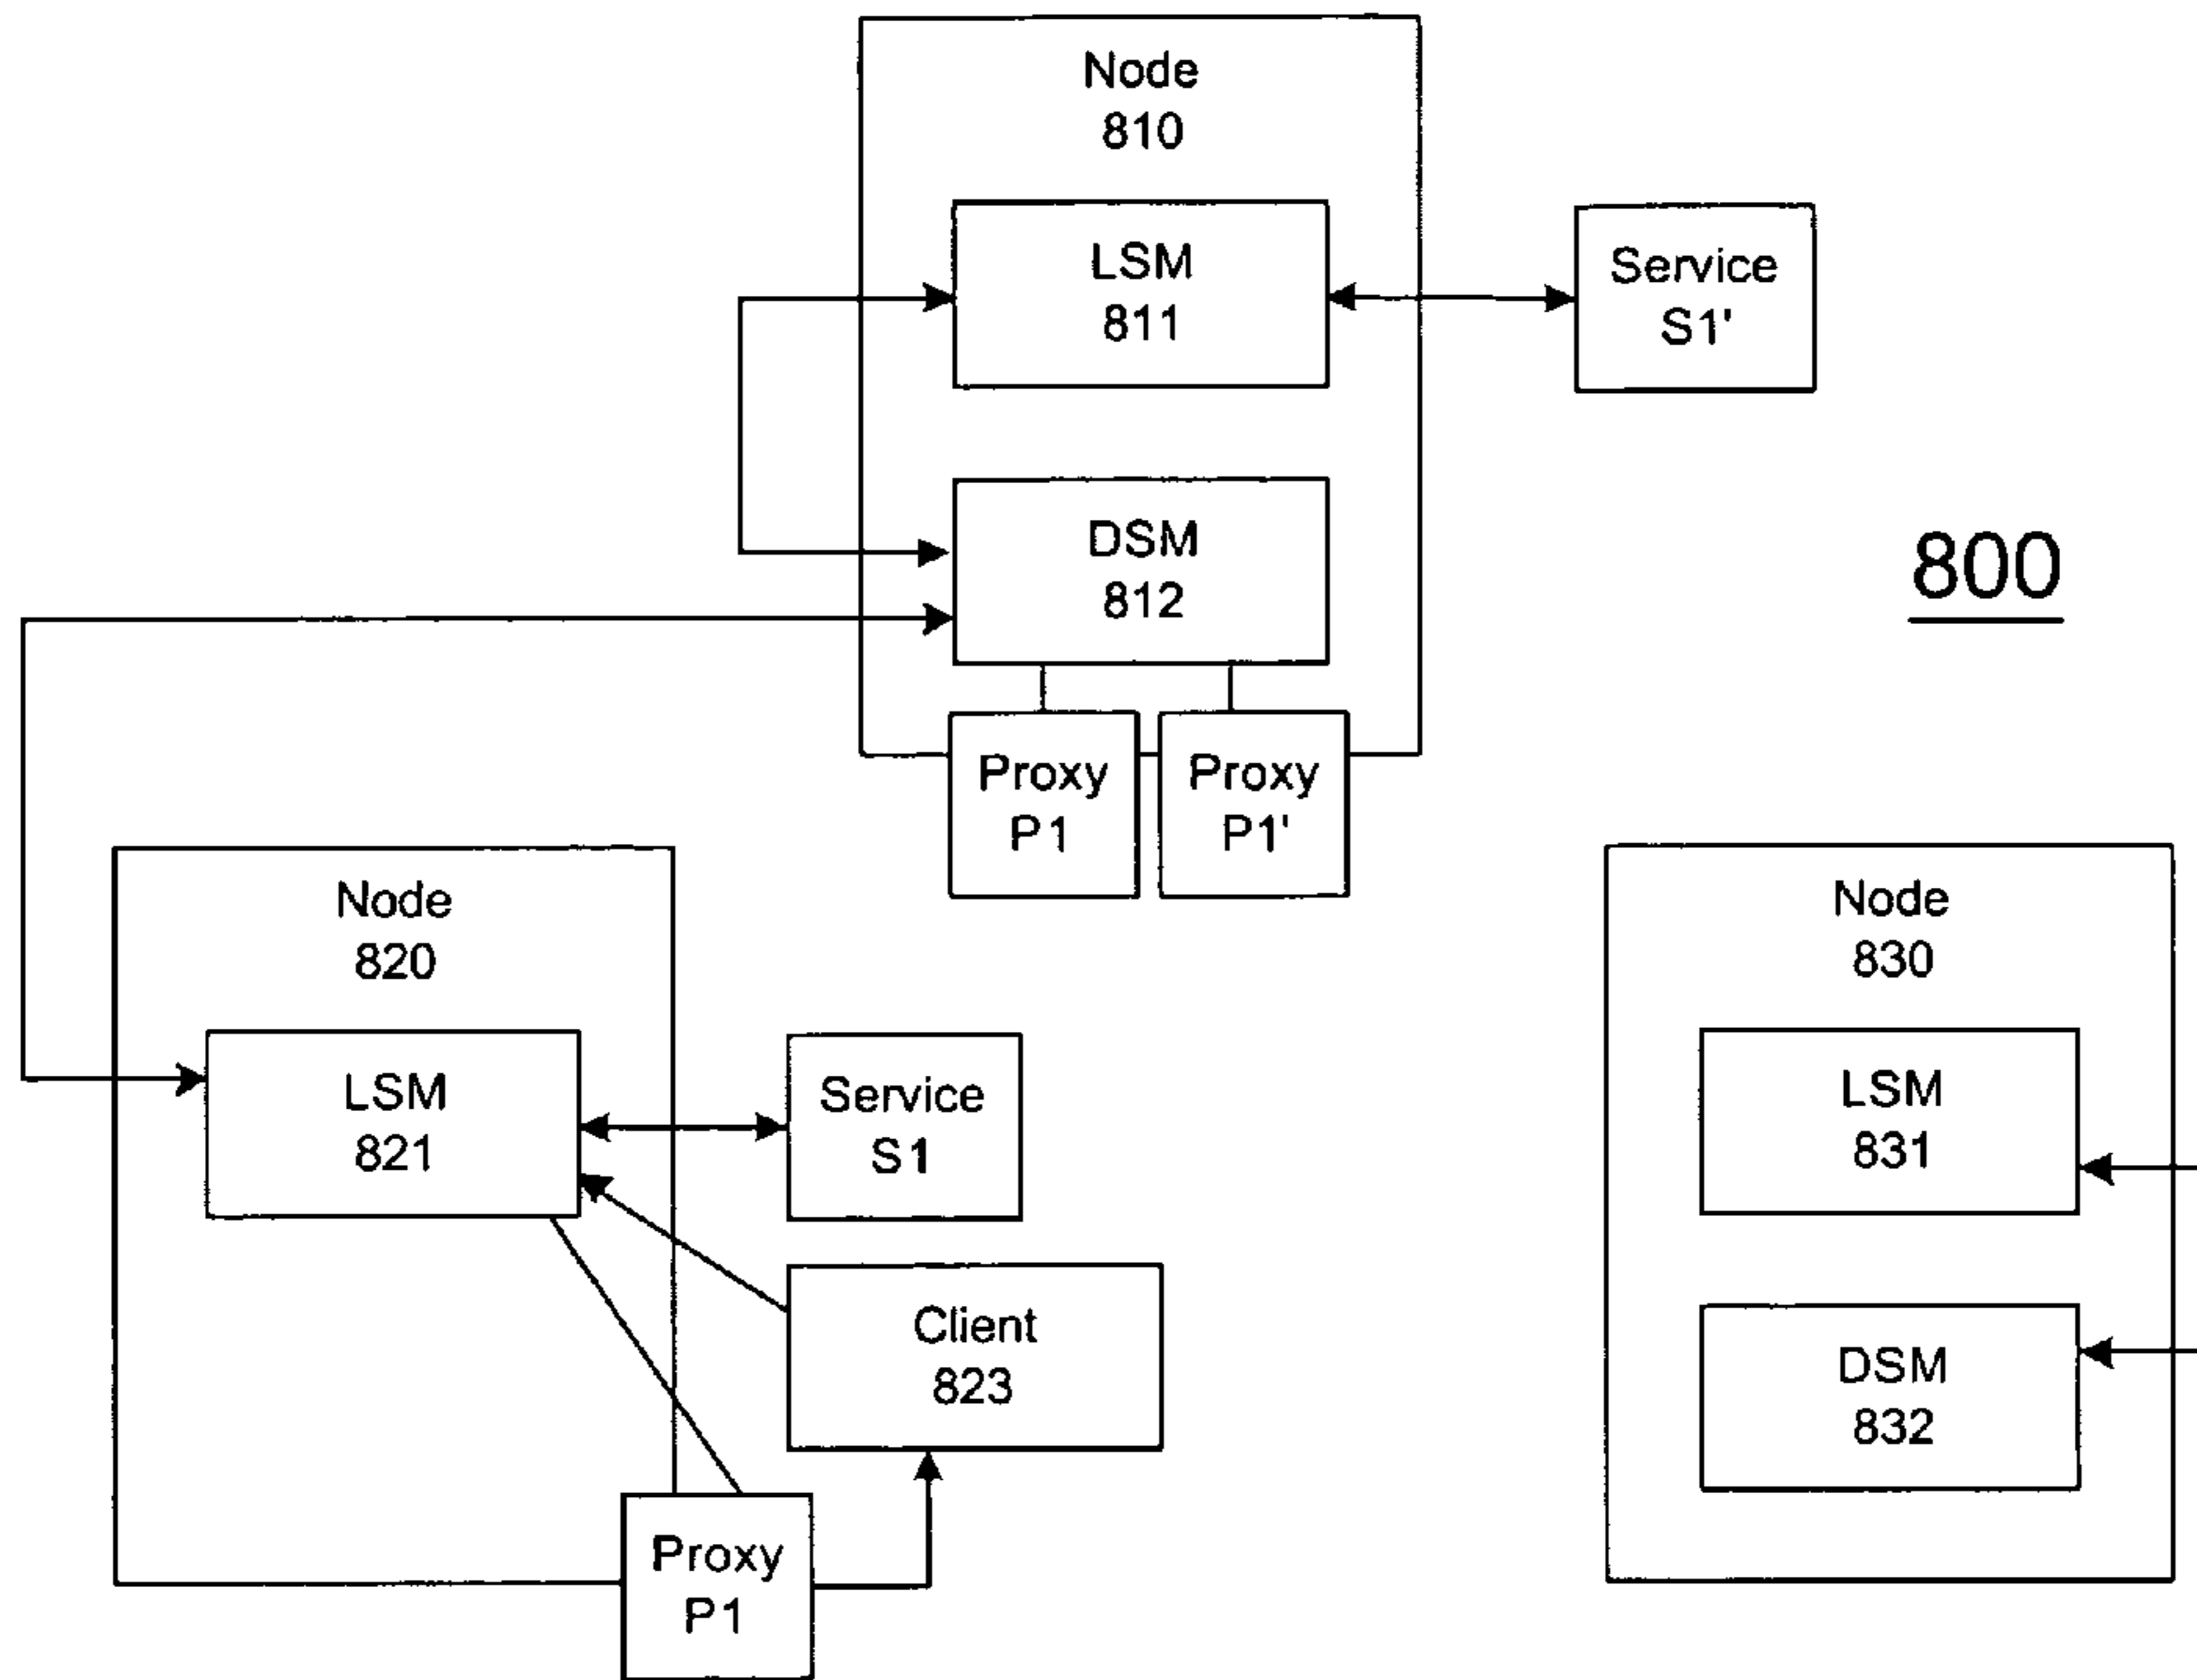 Node
810
LSM
811
Service
S1'
DSM
812
800
Proxy
P1
Proxy
P1'
Node
820
Node
830
LSM
821
Service
S1
LSM
831
Client
823
DSM
832
Proxy
P1